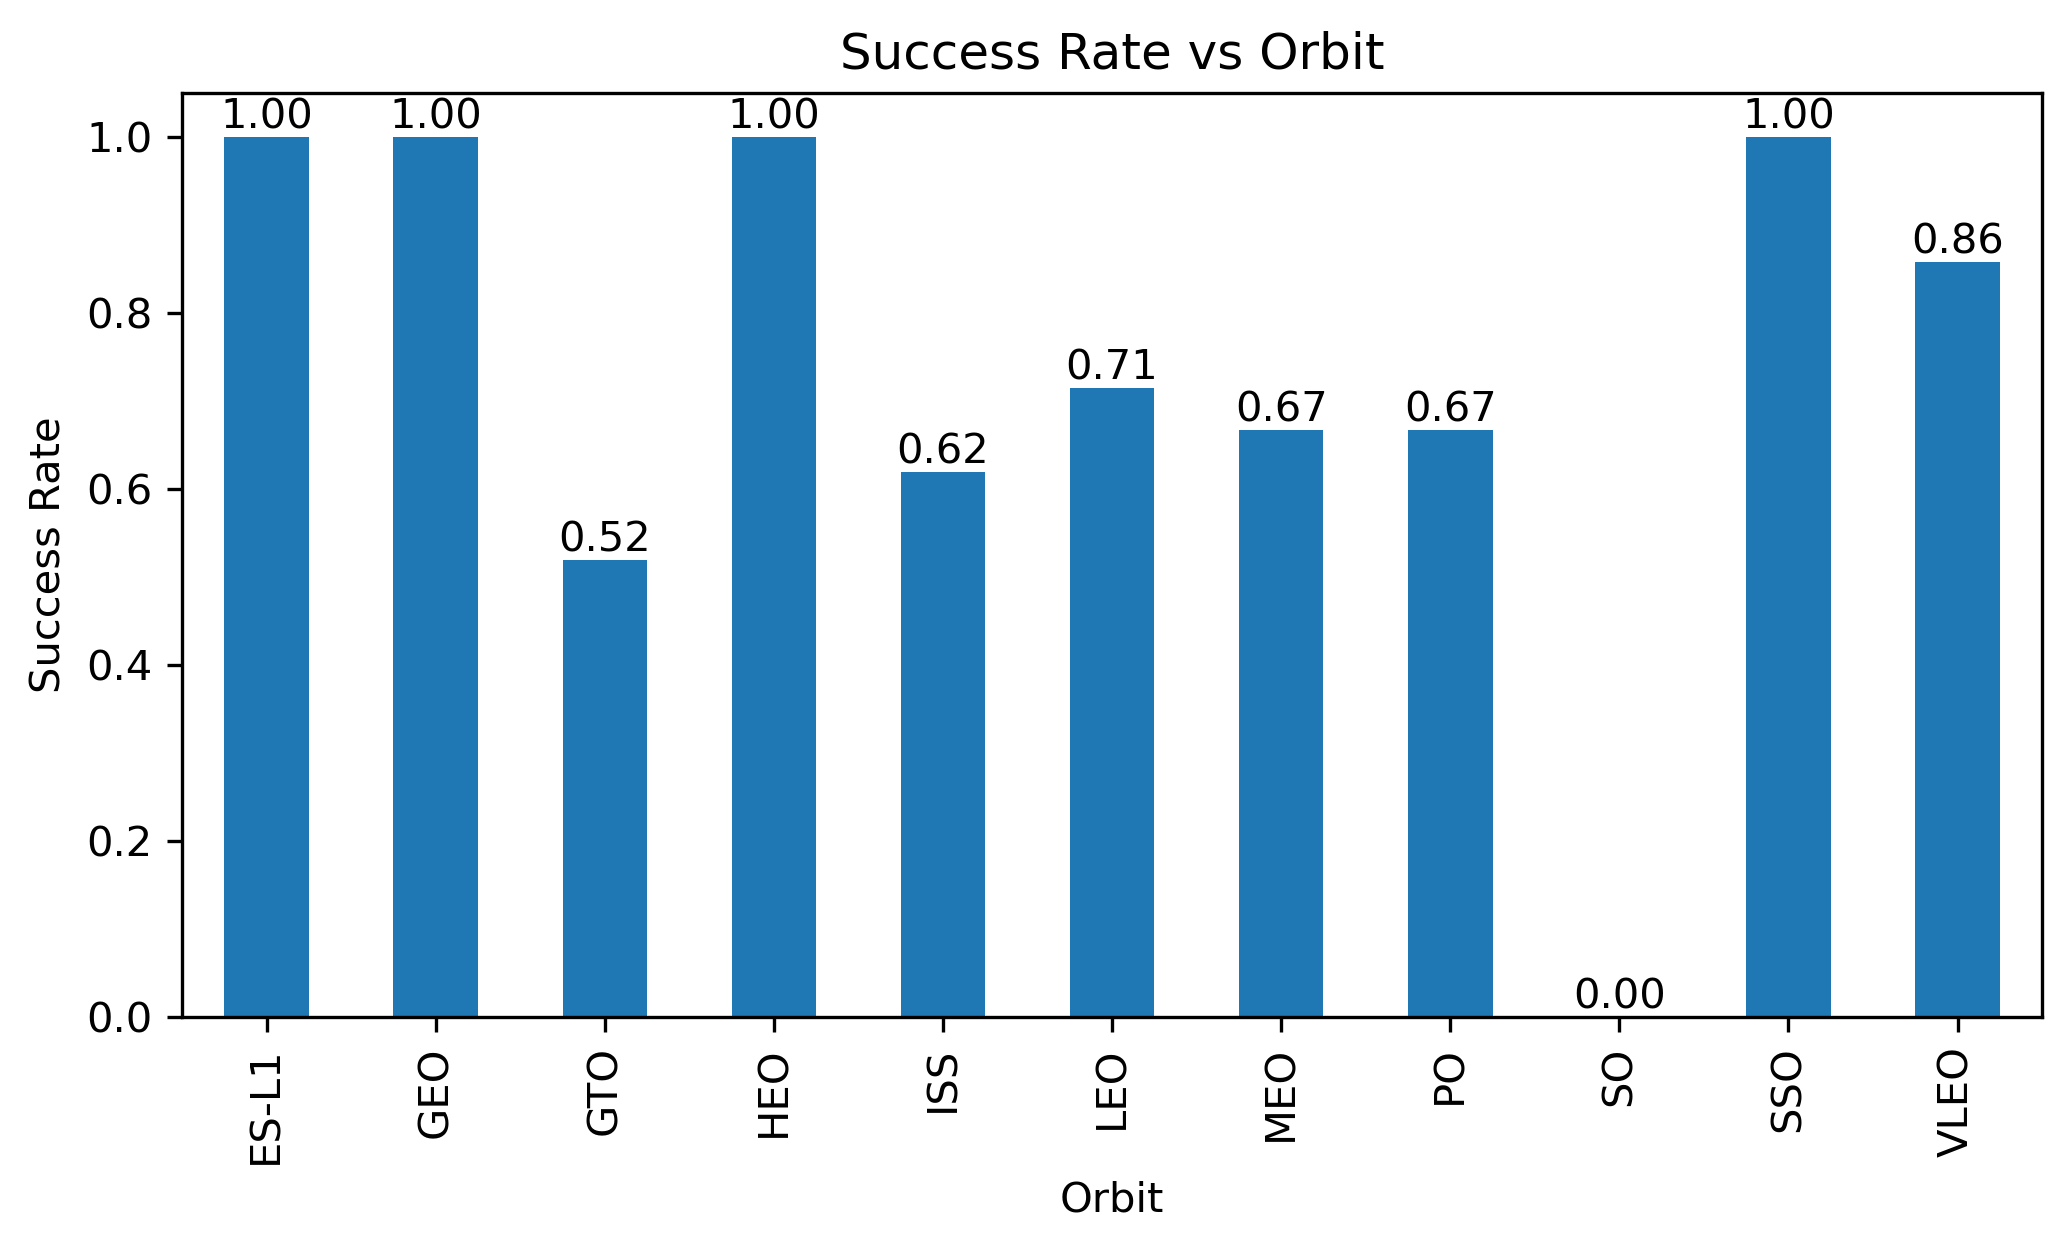 Success Rate vs Orbit
1.00 1.00 0.52 1.00 0.62 0.71 0.67 0.67 0.00 1.00 0.86
Success Rate
1.0
0.8
0.6
0.4
0.2
0.0
ES-L1 GEO GTO HEO ISS LEO MEO PO SO SSO VLEO
Orbit